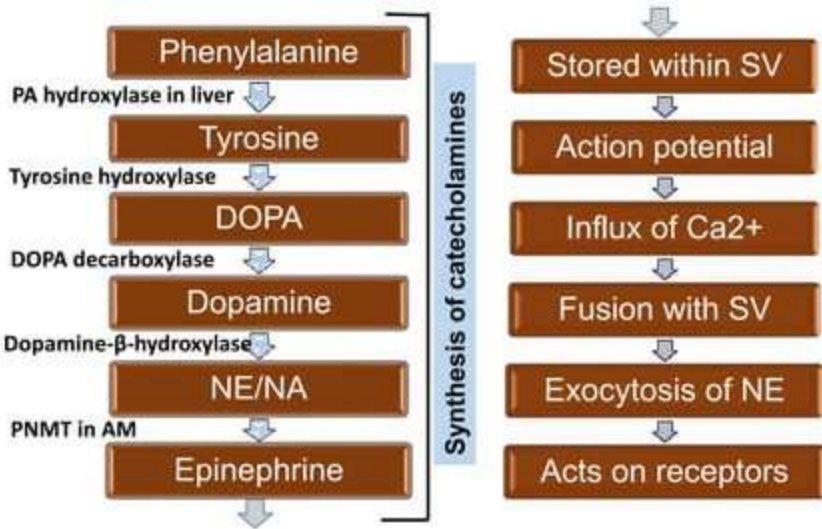 Phenylalanine
PA hydroxylase in liver
Tyrosine
Tyrosine hydroxylase
DOPA
DOPA decarboxylase
Dopamine
Dopamine-β-hydroxylase
NE/NA
PNMT in AM
Epinephrine
Synthesis of catecholamines
Stored within SV
Action potential
Influx of Ca2+
Fusion with SV
Exocytosis of NE
Acts on receptors